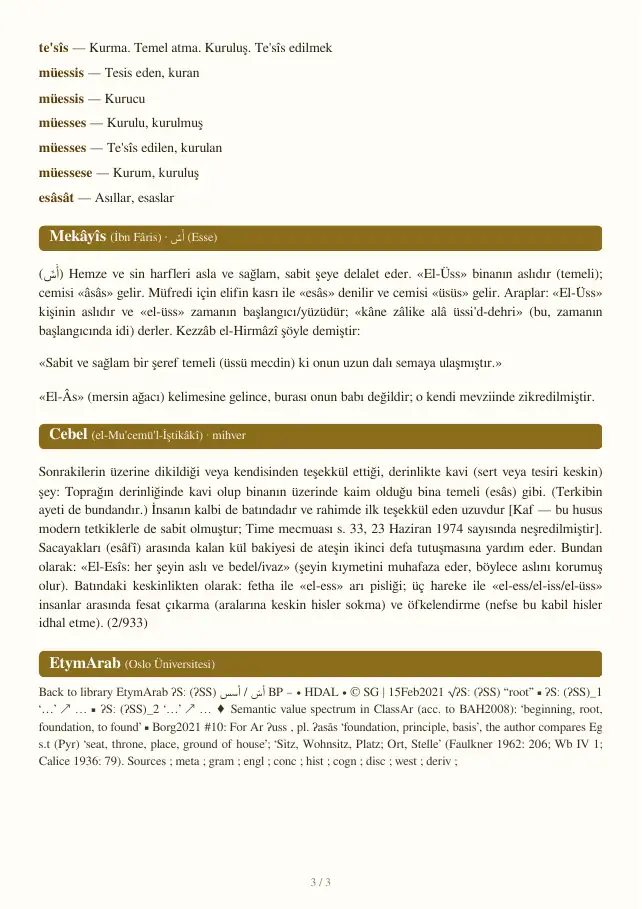 te'sîs — Kurma. Temel atma. Kuruluş. Te'sîs edilmek
müessis — Tesis eden, kuran
müessis — Kurucu
müesses — Kurulu, kurulmuş
müesses — Te'sîs edilen, kurulan
müessese — Kurum, kuruluş
esâsât — Asıllar, esaslar
Mekâyîs (İbn Fâris) · أسّ (Esse)
(أَسّ) Hemze ve sin harfleri asla ve sağlam, sabit şeye delalet eder. «El-Üss» binanın aslıdır (temeli);
cemisi «âsâs» gelir. Müfredi için elifin kasrı ile «esâs» denilir ve cemisi «üsüs» gelir. Araplar: «El-Üss»
kişinin aslıdır ve «el-üss» zamanın başlangıcı/yüzüdür; «kâne zâlike alâ üssi'd-dehri» (bu, zamanın
başlangıcında idi) derler. Kezzâb el-Hirmâzî şöyle demiştir:
«Sabit ve sağlam bir şeref temeli (üssü mecdin) ki onun uzun dalı semaya ulaşmıştır.»
«El-Âs» (mersin ağacı) kelimesine gelince, burası onun babı değildir; o kendi mevziinde zikredilmiştir.
Cebel (el-Mu'cemü'l-İştikâkî) · mihver
Sonrakilerin üzerine dikildiği veya kendisinden teşekkül ettiği, derinlikte kavi (sert veya tesiri keskin)
şey: Toprağın derinliğinde kavi olup binanın üzerinde kaim olduğu bina temeli (esâs) gibi. (Terkibin
ayeti de bundandır.) İnsanın kalbi de batındadır ve rahimde ilk teşekkül eden uzuvdur [Kaf — bu husus
modern tetkiklerle de sabit olmuştur; Time mecmuası s. 33, 23 Haziran 1974 sayısında neşredilmiştir].
Sacayakları (esâfî) arasında kalan kül bakiyesi de ateşin ikinci defa tutuşmasına yardım eder. Bundan
olarak: «El-Esîs: her şeyin aslı ve bedel/ivaz» (şeyin kıymetini muhafaza eder, böylece aslını korumuş
olur). Batındaki keskinlikten olarak: fetha ile «el-ess» arı pisliği; üç hareke ile «el-ess/el-iss/el-üss»
insanlar arasında fesat çıkarma (aralarına keskin hisler sokma) ve öfkelendirme (nefse bu kabil hisler
idhal etme). (2/933)
EtymArab (Oslo Üniversitesi)
Back to library EtymArab ʔS: (ʔSS) أسّ / أسس BP – • HDAL • © SG | 15Feb2021 √ʔS: (ʔSS) “root” ▪ ʔS: (ʔSS)_1
‘…’ ↗ … ▪ ʔS: (ʔSS)_2 ‘…’ ↗ … ♦ Semantic value spectrum in ClassAr (acc. to BAH2008): ‘beginning, root,
foundation, to found’ ▪ Borg2021 #10: For Ar ʔuss , pl. ʔasās ‘foundation, principle, basis’, the author compares Eg
s.t (Pyr) ‘seat, throne, place, ground of house’; ‘Sitz, Wohnsitz, Platz; Ort, Stelle’ (Faulkner 1962: 206; Wb IV 1;
Calice 1936: 79). Sources ; meta ; gram ; engl ; conc ; hist ; cogn ; disc ; west ; deriv ;
3 / 3